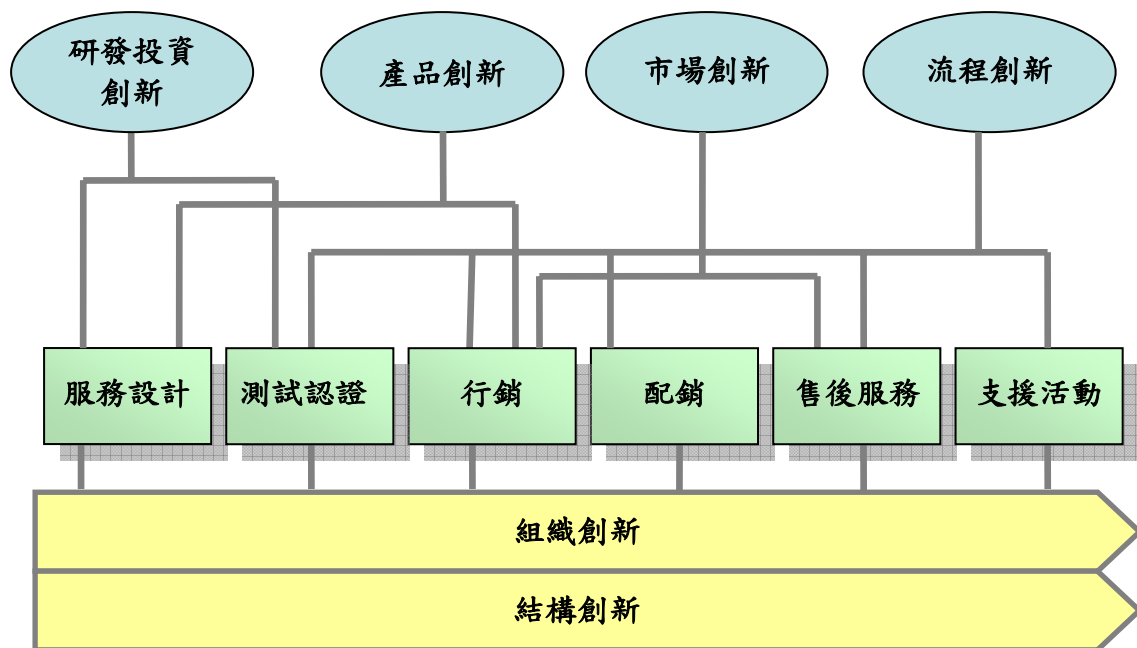 研發投資
創新
產品創新
市場創新
流程創新
服務設計
測試認證
行銷
配銷
售後服務
支援活動
組織創新
結構創新